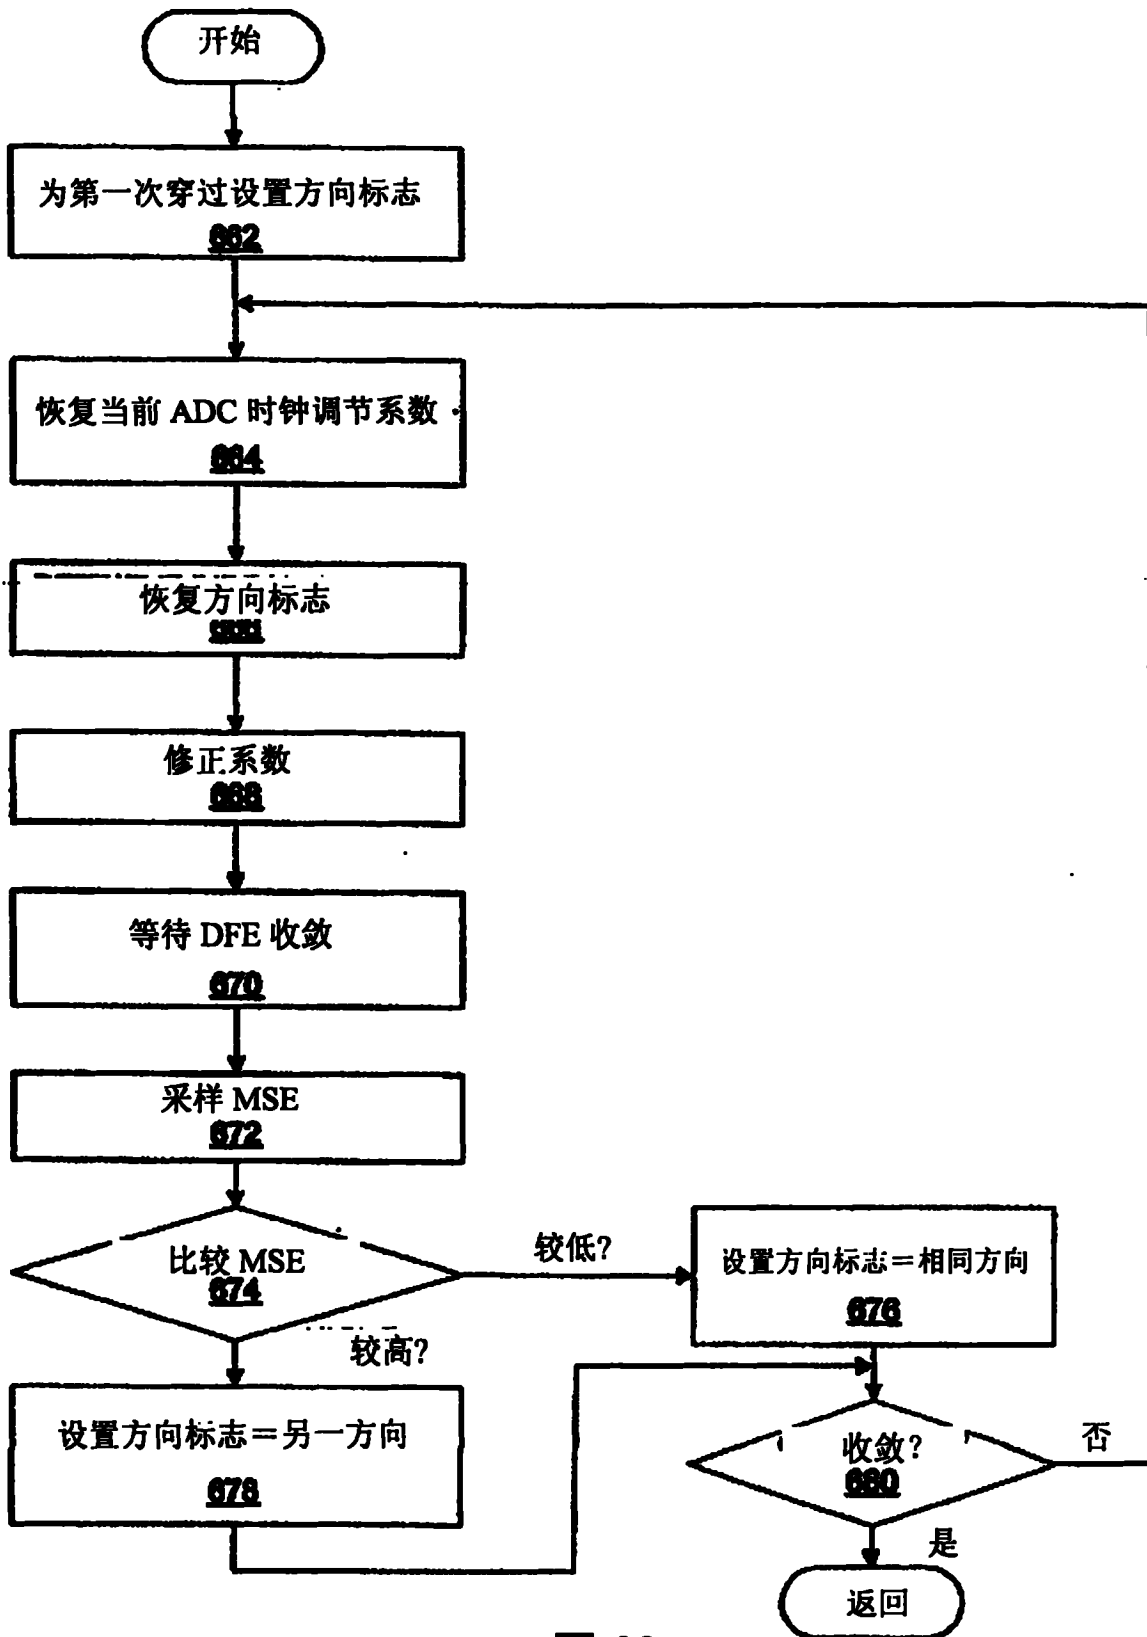 开始
为第一次穿过设置方向标志
662
恢复当前 ADC 时钟调节系数
664
恢复方向标志
修正系数
668
等待 DFE 收敛
670
采样 MSE
672
比较 MSE
674
较低?
设置方向标志＝相同方向
676
较高?
设置方向标志＝另一方向
678
收敛?
680
否
是
返回